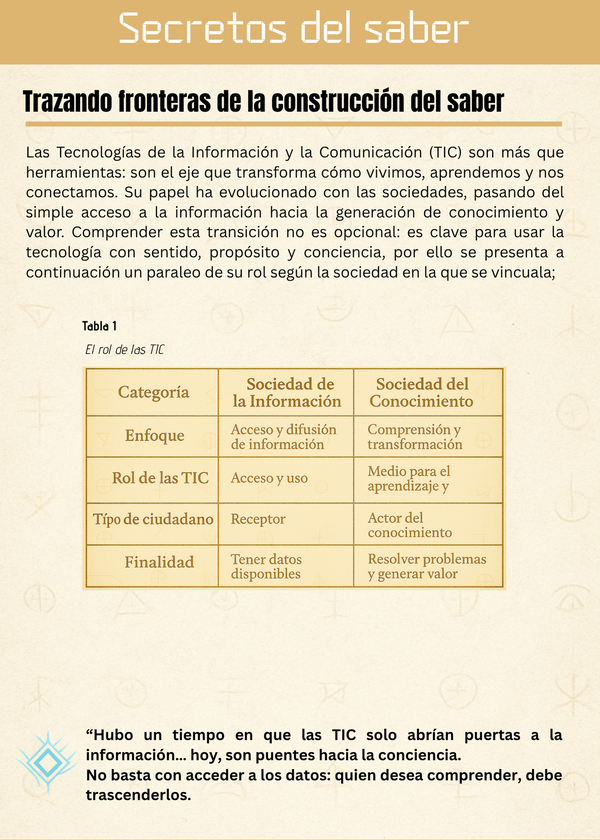 Secretos del saber
Trazando fronteras de la construcción del saber
Las Tecnologías de la Información y la Comunicación (TIC) son más que
herramientas: son el eje que transforma cómo vivimos, aprendemos y nos
conectamos. Su papel ha evolucionado con las sociedades, pasando del
simple acceso a la información hacia la generación de conocimiento y
valor. Comprender esta transición no es opcional: es clave para usar la
tecnología con sentido, propósito y conciencia, por ello se presenta a
continuación un paraleo de su rol según la sociedad en la que se vincuala;
Tabla 1
El rol de las TIC
Categoría
Sociedad de
la Información
Sociedad del
Conocimiento
Enfoque
Acceso y difusión
de información
Comprensión y
transformación
Rol de las TIC
Acceso y uso
Medio para el
aprendizaje y
Típo de ciudadano
Receptor
Actor del
conocimiento
Finalidad
Tener datos
disponibles
Resolver problemas
y generar valor
“Hubo un tiempo en que las TIC solo abrían puertas a la
información... hoy, son puentes hacia la conciencia.
No basta con acceder a los datos: quien desea comprender, debe
trascenderlos.